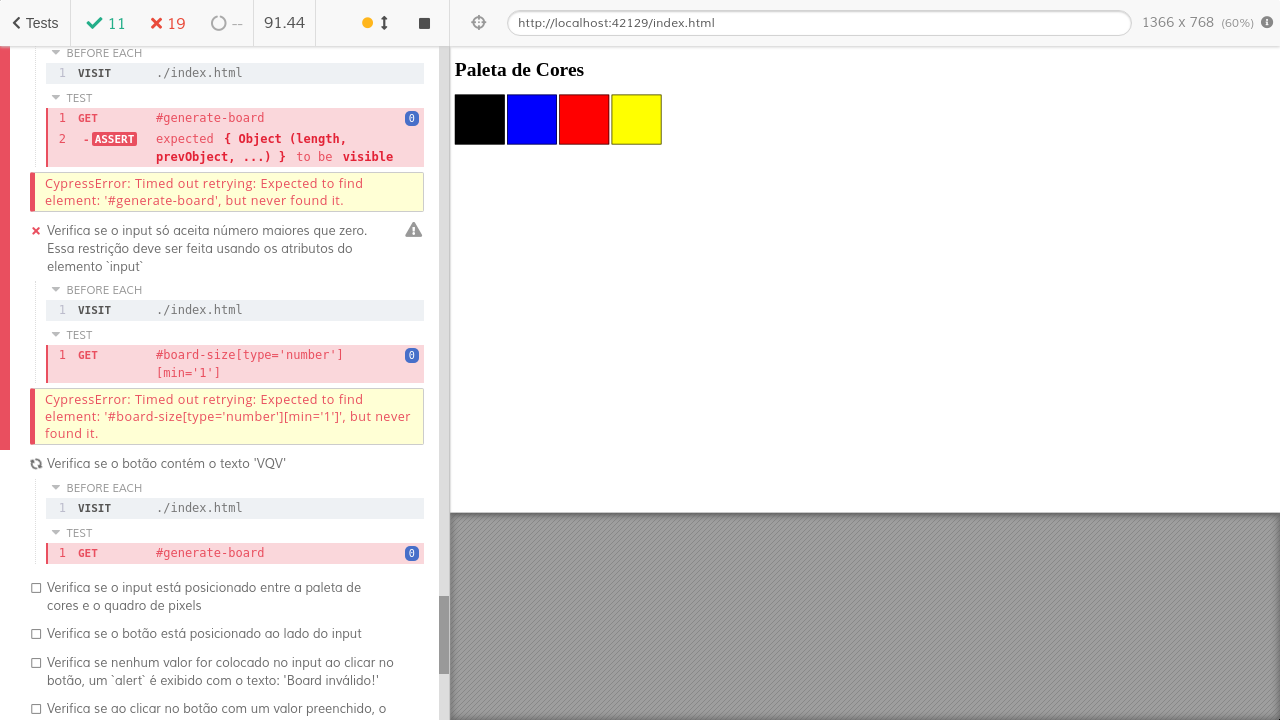 Tests
11
19
--
91.44
http://localhost:42129/index.html
1366 x 768 (60%)
BEFORE EACH
1 VISIT ./index.html
TEST
1 GET #generate-board 0
2 -ASSERT expected { Object (length,
prevObject, ...) } to be visible
CypressError: Timed out retrying: Expected to find
element: '#generate-board', but never found it.
Verifica se o input só aceita número maiores que zero.
Essa restrição deve ser feita usando os atributos do
elemento `input`
BEFORE EACH
1 VISIT ./index.html
TEST
1 GET #board-size[type='number'] 0
[min='1']
CypressError: Timed out retrying: Expected to find
element: '#board-size[type='number'][min='1']', but never
found it.
Verifica se o botão contém o texto 'VQV'
BEFORE EACH
1 VISIT ./index.html
TEST
1 GET #generate-board 0
Verifica se o input está posicionado entre a paleta de
cores e o quadro de pixels
Verifica se o botão está posicionado ao lado do input
Verifica se nenhum valor for colocado no input ao clicar no
botão, um `alert` é exibido com o texto: 'Board inválido!'
Verifica se ao clicar no botão com um valor preenchido, o
Paleta de Cores